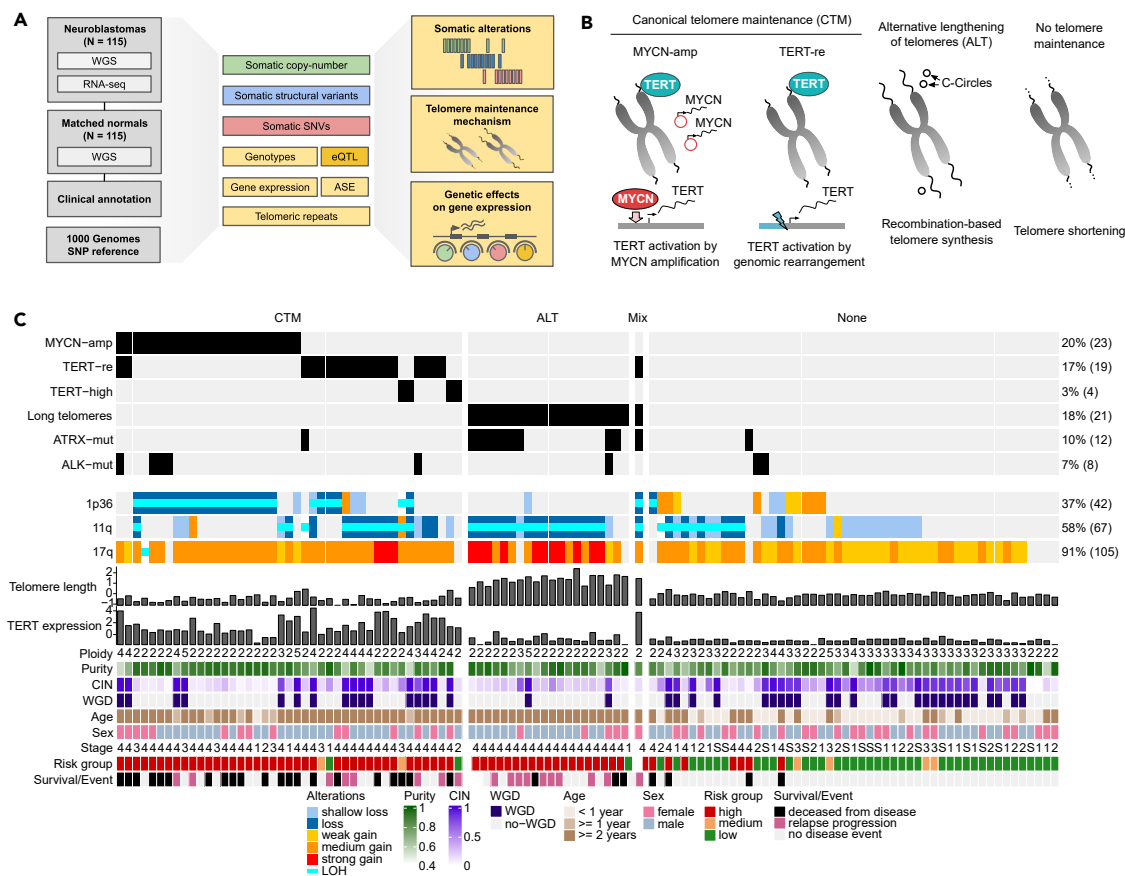 A
Neuroblastomas
(N = 115)
WGS
RNA-seq
Matched normals
(N = 115)
WGS
Clinical annotation
1000 Genomes
SNP reference
Somatic copy-number
Somatic structural variants
Somatic SNVs
Genotypes
eQTL
Gene expression
ASE
Telomeric repeats
Somatic alterations
Telomere maintenance
mechanism
Genetic effects
on gene expression
B
Canonical telomere maintenance (CTM)
MYCN-amp
TERT-re
TERT
MYCN
MYCN
TERT
MYCN
TERT
TERT
TERT activation by
MYCN amplification
TERT activation by
genomic rearrangement
Alternative lengthening
of telomeres (ALT)
C-Circles
Recombination-based
telomere synthesis
No telomere
maintenance
Telomere shortening
C
CTM
ALT
Mix
None
MYCN−amp
20% (23)
TERT−re
17% (19)
TERT−high
3% (4)
Long telomeres
18% (21)
ATRX−mut
10% (12)
ALK−mut
7% (8)
1p36
37% (42)
11q
58% (67)
17q
91% (105)
Telomere length
2
1
0
−1
TERT expression
4
2
0
Ploidy
Purity
CIN
WGD
Age
Sex
Stage
Risk group
Survival/Event
Alterations
shallow loss
loss
weak gain
medium gain
strong gain
LOH
Purity
1
0.8
0.6
0.4
CIN
1
0.5
0
WGD
WGD
no−WGD
Age
< 1 year
>= 1 year
>= 2 years
Sex
female
male
Risk group
high
medium
low
Survival/Event
deceased from disease
relapse progression
no disease event